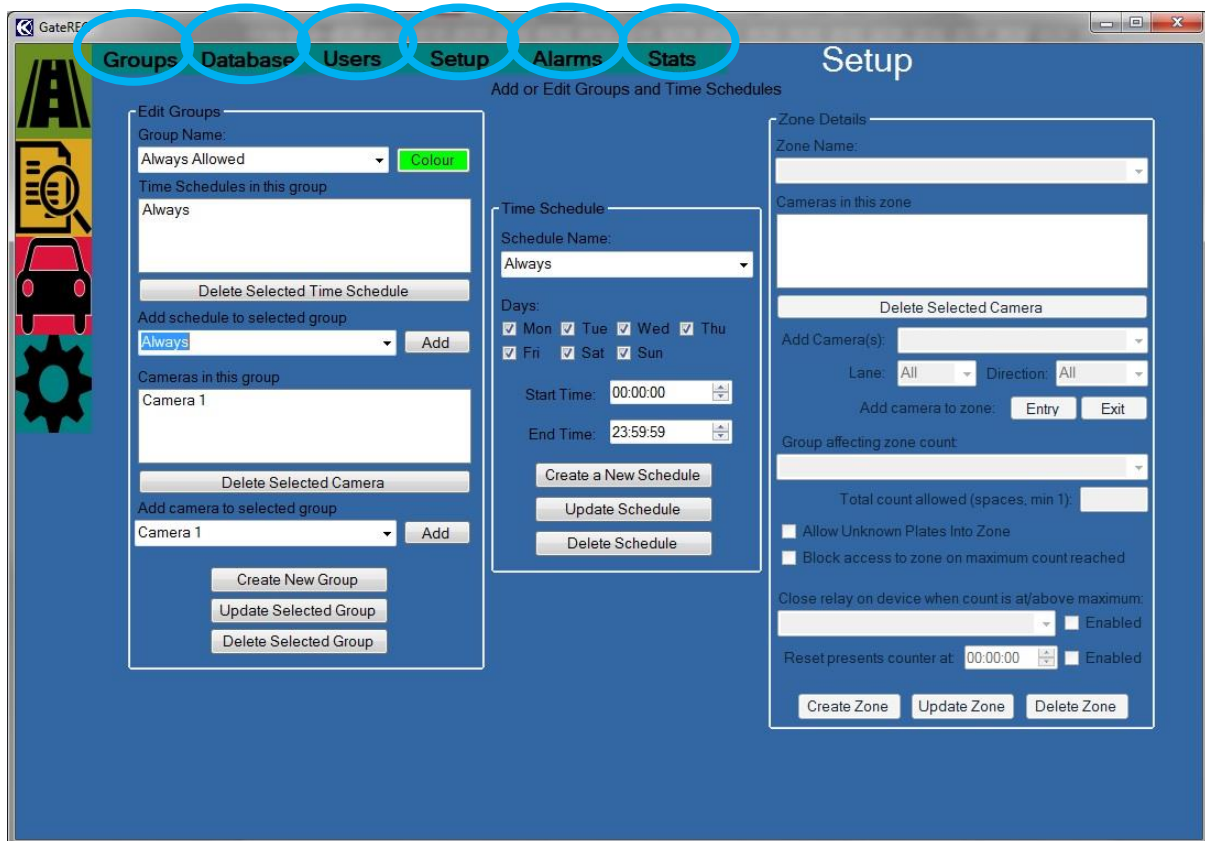 GateREC
Groups Database Users Setup Alarms Stats
Setup
Add or Edit Groups and Time Schedules
Edit Groups
Group Name:
Always Allowed
Colour
Time Schedules in this group
Always
Delete Selected Time Schedule
Add schedule to selected group
Always
Add
Cameras in this group
Camera 1
Delete Selected Camera
Add camera to selected group
Camera 1
Add
Create New Group
Update Selected Group
Delete Selected Group
Time Schedule
Schedule Name:
Always
Days:
Mon Tue Wed Thu
Fri Sat Sun
Start Time: 00:00:00
End Time: 23:59:59
Create a New Schedule
Update Schedule
Delete Schedule
Zone Details
Zone Name:
Cameras in this zone
Delete Selected Camera
Add Camera(s):
Lane: All Direction: All
Add camera to zone: Entry Exit
Group affecting zone count:
Total count allowed (spaces, min 1):
Allow Unknown Plates Into Zone
Block access to zone on maximum count reached
Close relay on device when count is at/above maximum:
Enabled
Reset presents counter at: 00:00:00 Enabled
Create Zone Update Zone Delete Zone